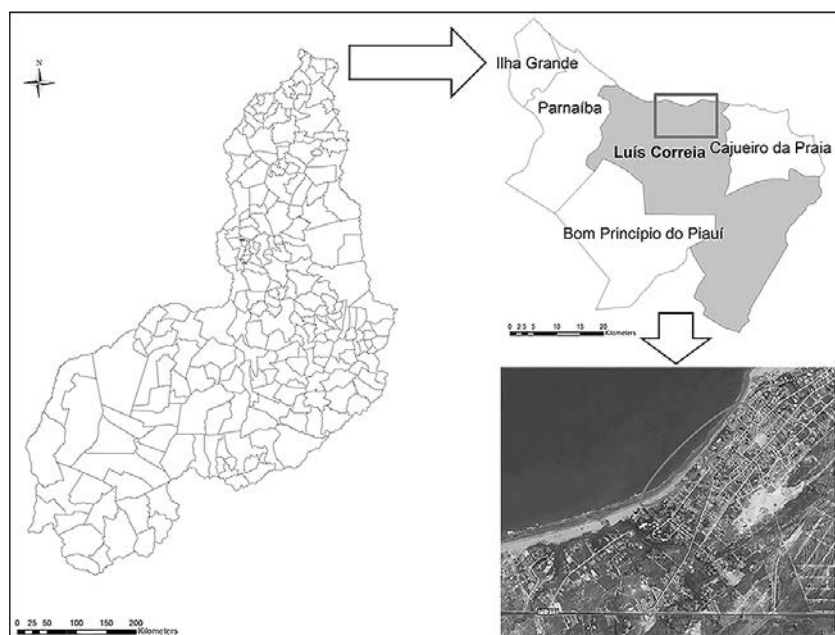 N
Ilha Grande
Parnaíba
Luís Correia
Cajueiro da Praia
Bom Princípio do Piauí
0 2.5 5 10 15 20
Kilometers
0 25 50 100 150 200
Kilometers